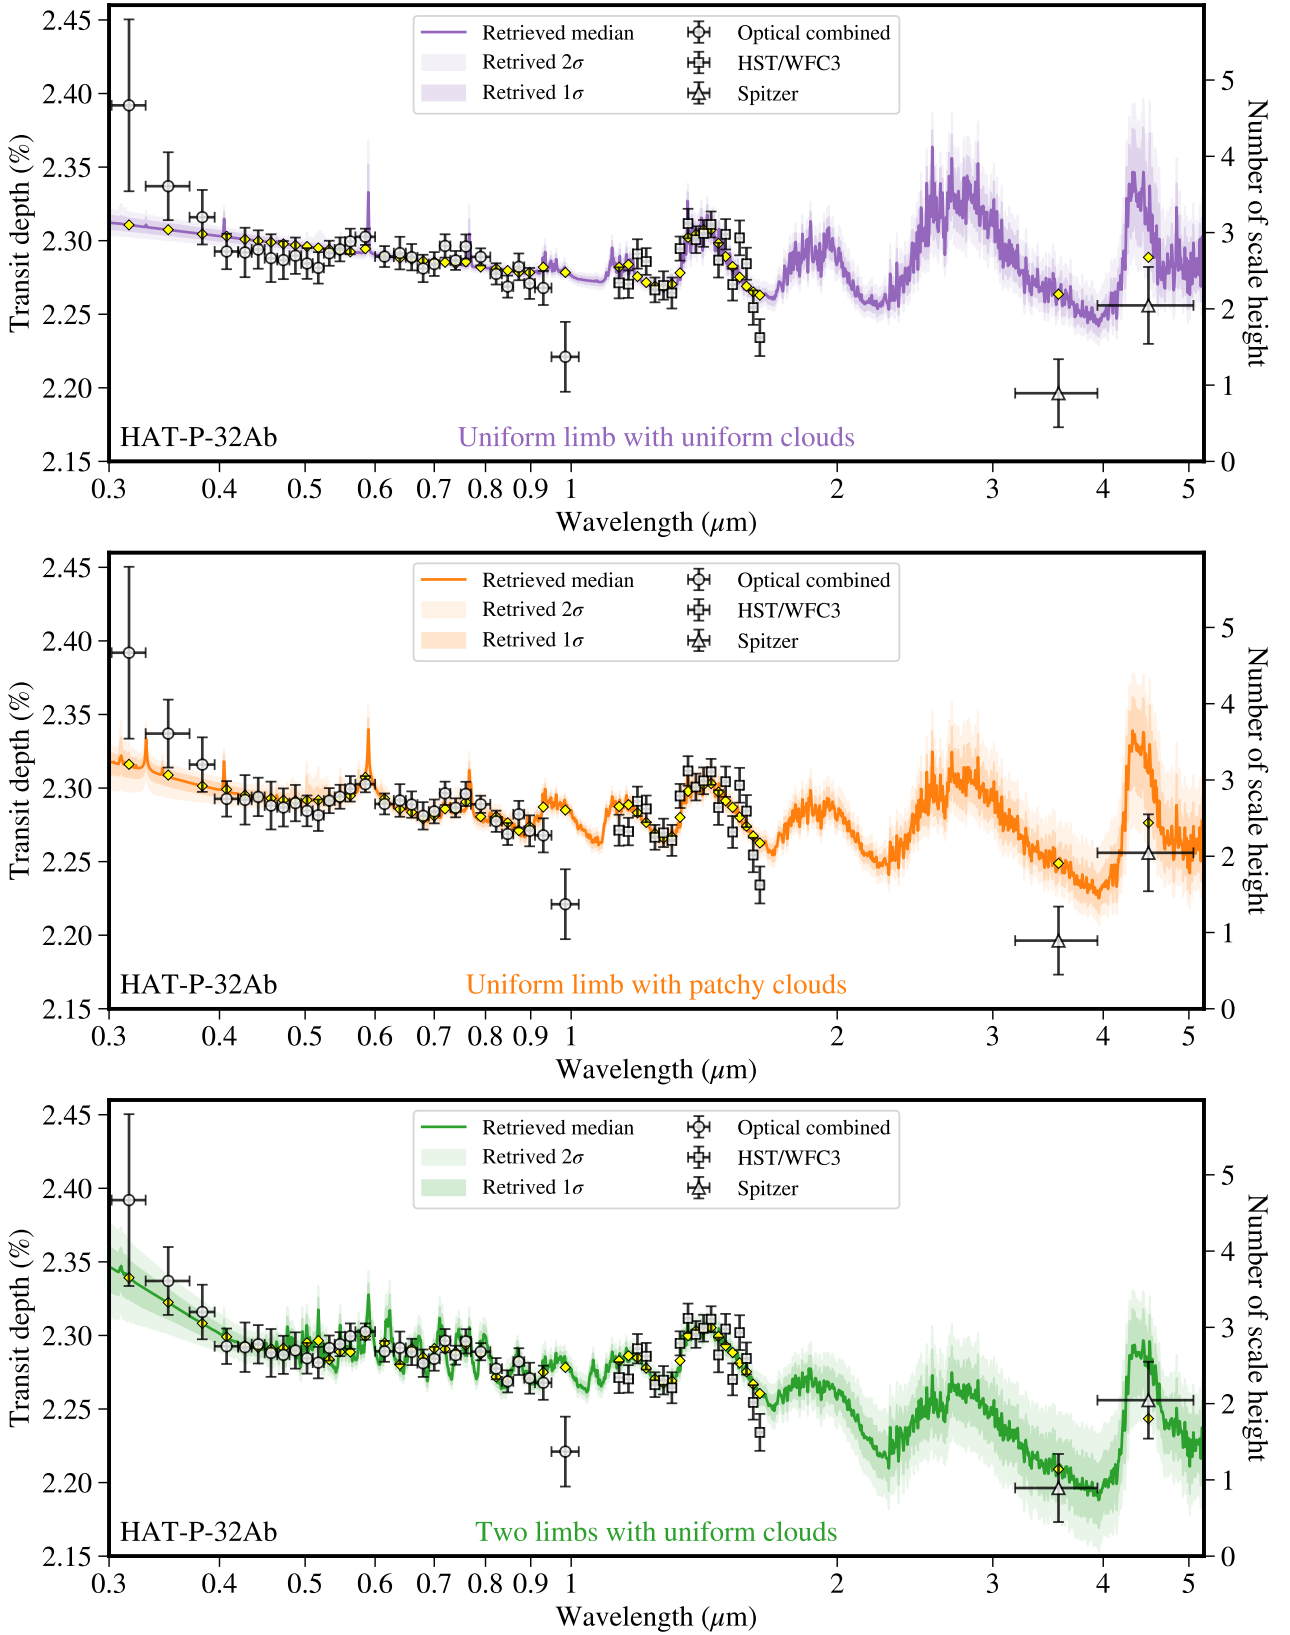 2.45
2.40
2.35
2.30
2.25
2.20
2.15
Transit depth (%)
Retrieved median
Retrived 2σ
Retrived 1σ
Optical combined
HST/WFC3
Spitzer
5
4
3
2
1
0
Number of scale height
HAT-P-32Ab
Uniform limb with uniform clouds
0.3 0.4 0.5 0.6 0.7 0.8 0.9 1 2 3 4 5
Wavelength (μm)
2.45
2.40
2.35
2.30
2.25
2.20
2.15
Transit depth (%)
Retrieved median
Retrived 2σ
Retrived 1σ
Optical combined
HST/WFC3
Spitzer
5
4
3
2
1
0
Number of scale height
HAT-P-32Ab
Uniform limb with patchy clouds
0.3 0.4 0.5 0.6 0.7 0.8 0.9 1 2 3 4 5
Wavelength (μm)
2.45
2.40
2.35
2.30
2.25
2.20
2.15
Transit depth (%)
Retrieved median
Retrived 2σ
Retrived 1σ
Optical combined
HST/WFC3
Spitzer
5
4
3
2
1
0
Number of scale height
HAT-P-32Ab
Two limbs with uniform clouds
0.3 0.4 0.5 0.6 0.7 0.8 0.9 1 2 3 4 5
Wavelength (μm)